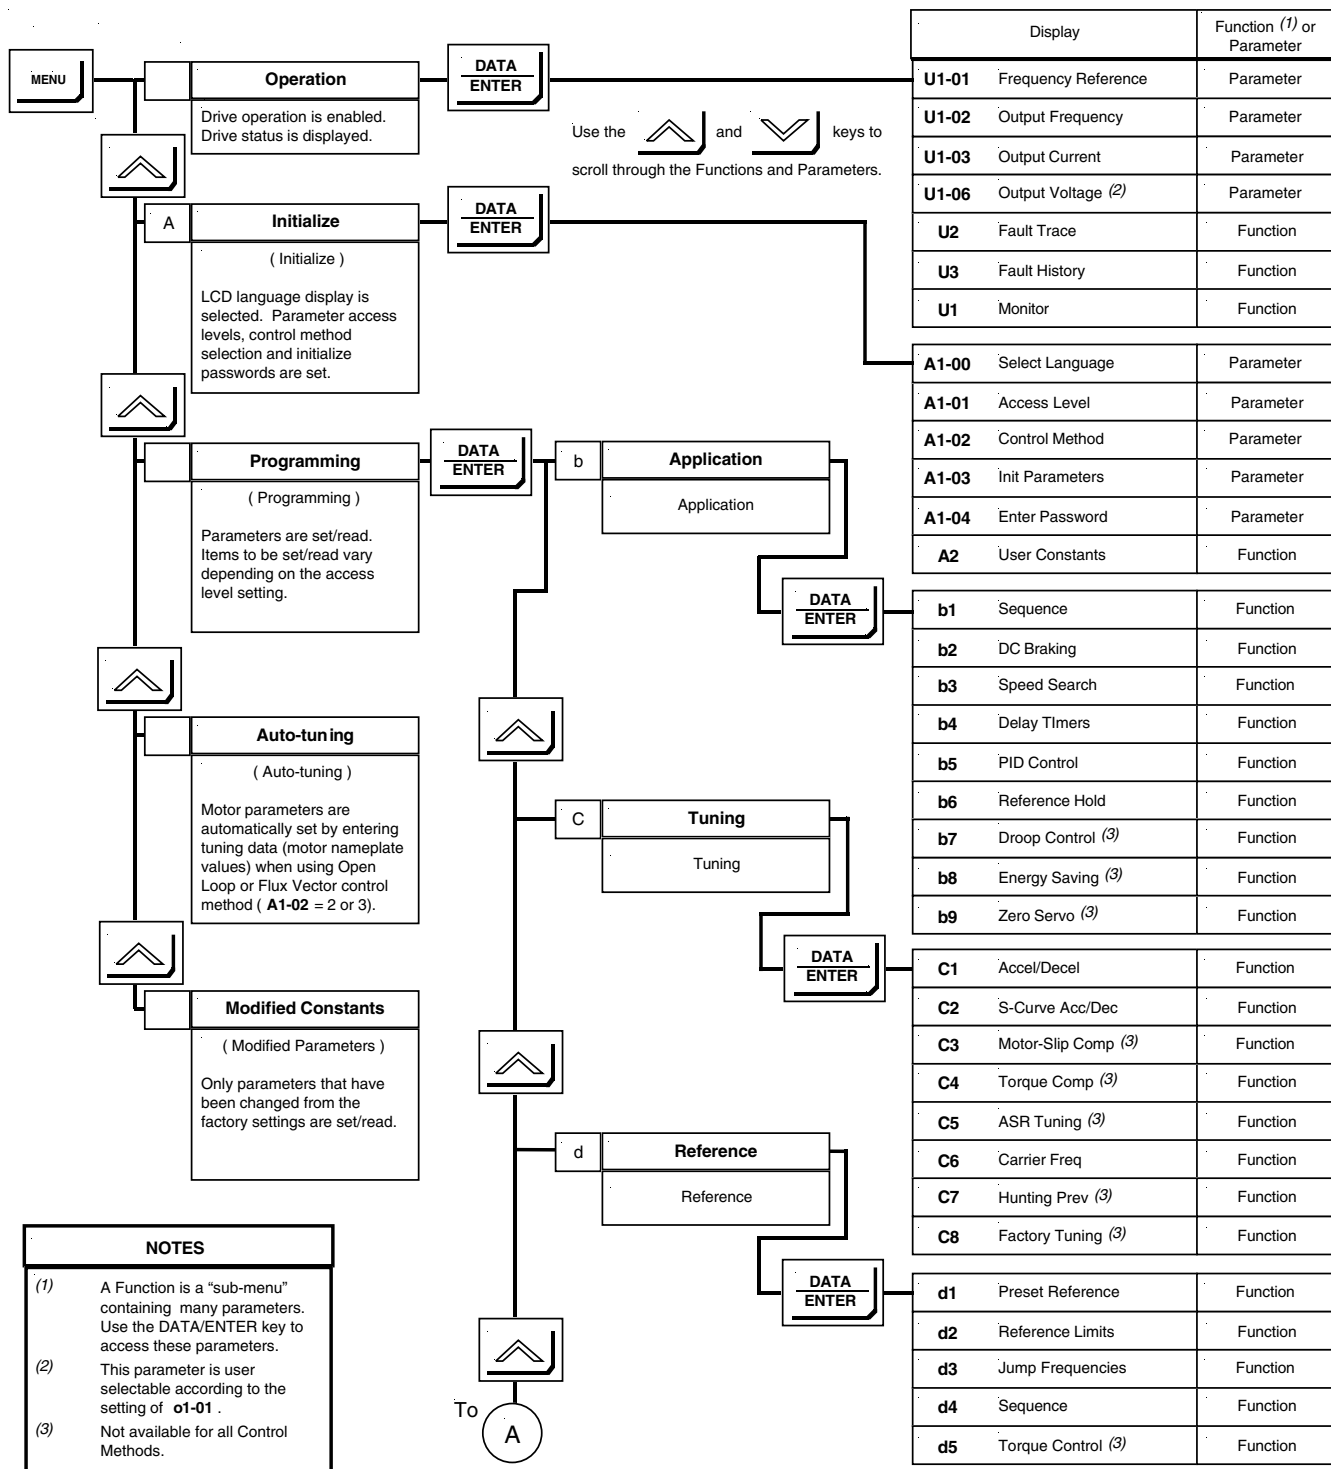 MENU
Operation
Drive operation is enabled.
Drive status is displayed.
DATA
ENTER
Use the and keys to
scroll through the Functions and Parameters.
A Initialize
( Initialize )
LCD language display is
selected. Parameter access
levels, control method
selection and initialize
passwords are set.
DATA
ENTER
Programming
( Programming )
Parameters are set/read.
Items to be set/read vary
depending on the access
level setting.
DATA
ENTER
Auto-tuning
( Auto-tuning )
Motor parameters are
automatically set by entering
tuning data (motor nameplate
values) when using Open
Loop or Flux Vector control
method ( A1-02 = 2 or 3).
Modified Constants
( Modified Parameters )
Only parameters that have
been changed from the
factory settings are set/read.
b Application
Application
DATA
ENTER
C Tuning
Tuning
DATA
ENTER
d Reference
Reference
DATA
ENTER
To
A
Display Function (1) or
Parameter
U1-01 Frequency Reference Parameter
U1-02 Output Frequency Parameter
U1-03 Output Current Parameter
U1-06 Output Voltage (2) Parameter
U2 Fault Trace Function
U3 Fault History Function
U1 Monitor Function
A1-00 Select Language Parameter
A1-01 Access Level Parameter
A1-02 Control Method Parameter
A1-03 Init Parameters Parameter
A1-04 Enter Password Parameter
A2 User Constants Function
b1 Sequence Function
b2 DC Braking Function
b3 Speed Search Function
b4 Delay TImers Function
b5 PID Control Function
b6 Reference Hold Function
b7 Droop Control (3) Function
b8 Energy Saving (3) Function
b9 Zero Servo (3) Function
C1 Accel/Decel Function
C2 S-Curve Acc/Dec Function
C3 Motor-Slip Comp (3) Function
C4 Torque Comp (3) Function
C5 ASR Tuning (3) Function
C6 Carrier Freq Function
C7 Hunting Prev (3) Function
C8 Factory Tuning (3) Function
d1 Preset Reference Function
d2 Reference Limits Function
d3 Jump Frequencies Function
d4 Sequence Function
d5 Torque Control (3) Function
NOTES
(1) A Function is a “sub-menu”
containing many parameters.
Use the DATA/ENTER key to
access these parameters.
(2) This parameter is user
selectable according to the
setting of o1-01 .
(3) Not available for all Control
Methods.